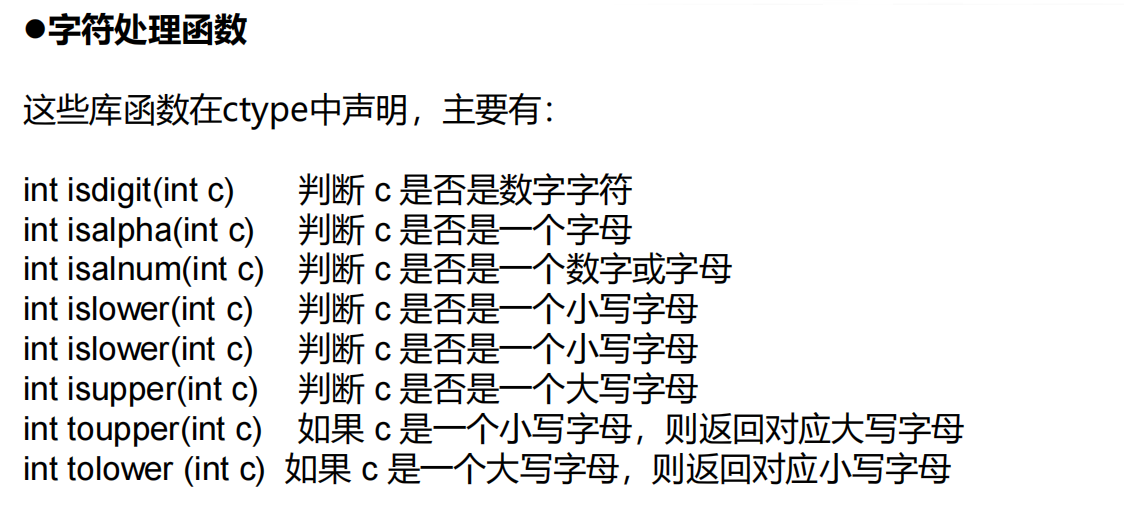 ●字符处理函数
这些库函数在ctype中声明，主要有：
int isdigit(int c) 判断 c 是否是数字字符
int isalpha(int c) 判断 c 是否是一个字母
int isalnum(int c) 判断 c 是否是一个数字或字母
int islower(int c) 判断 c 是否是一个小写字母
int islower(int c) 判断 c 是否是一个小写字母
int isupper(int c) 判断 c 是否是一个大写字母
int toupper(int c) 如果 c 是一个小写字母，则返回对应大写字母
int tolower (int c) 如果 c 是一个大写字母，则返回对应小写字母